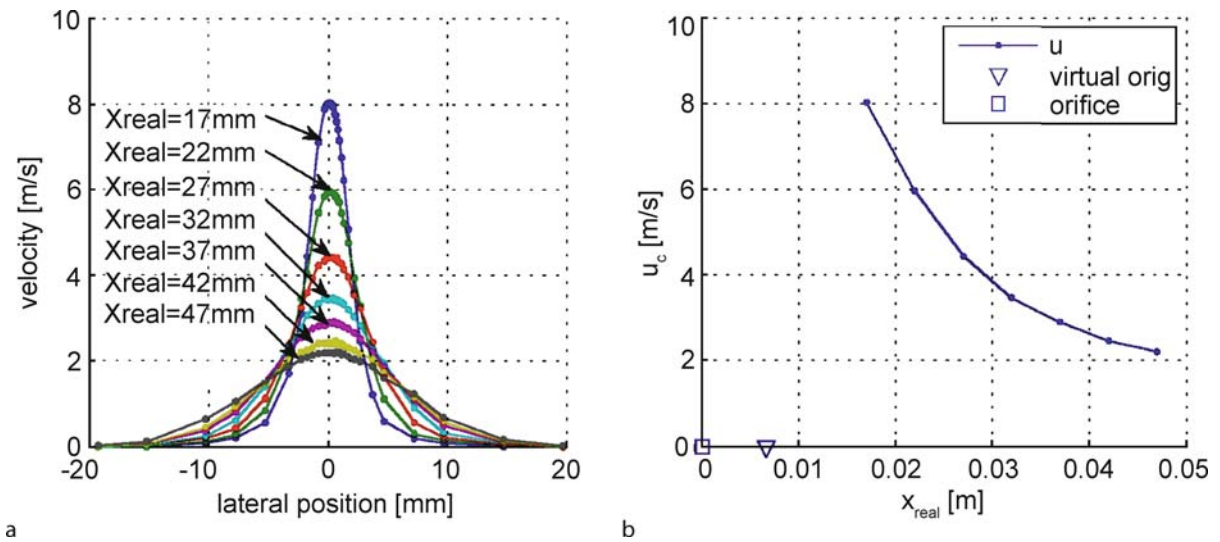 10
8
6
4
2
0
velocity [m/s]
Xreal=17mm
Xreal=22mm
Xreal=27mm
Xreal=32mm
Xreal=37mm
Xreal=42mm
Xreal=47mm
-20
-10
0
10
20
lateral position [mm]
a
10
8
6
4
2
0
u_c [m/s]
u
virtual orig
orifice
0
0.01
0.02
0.03
0.04
0.05
x_real [m]
b